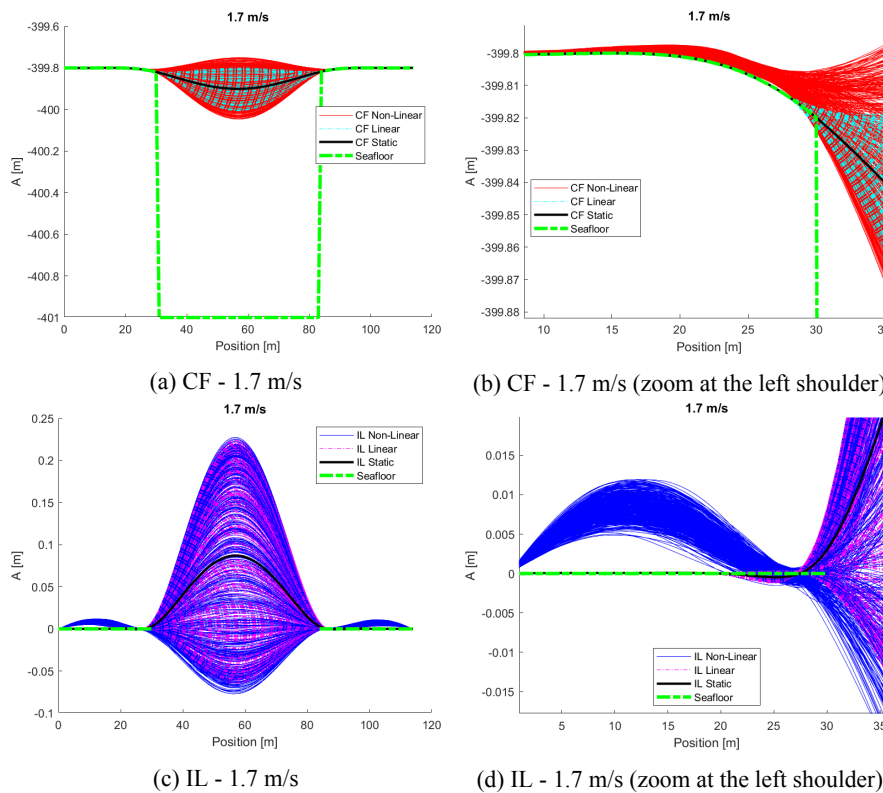 1.7 m/s
-399.6
-399.8
-400
-400.2
-400.4
-400.6
-400.8
-401
A [m]
0 20 40 60 80 100 120
Position [m]
CF Non-Linear
CF Linear
CF Static
Seafloor
(a) CF - 1.7 m/s
1.7 m/s
-399.8
-399.81
-399.82
-399.83
-399.84
-399.85
-399.86
-399.87
-399.88
A [m]
10 15 20 25 30 35
Position [m]
CF Non-Linear
CF Linear
CF Static
Seafloor
(b) CF - 1.7 m/s (zoom at the left shoulder)
1.7 m/s
0.25
0.2
0.15
0.1
0.05
0
-0.05
-0.1
A [m]
0 20 40 60 80 100 120
Position [m]
IL Non-Linear
IL Linear
IL Static
Seafloor
(c) IL - 1.7 m/s
1.7 m/s
0.015
0.01
0.005
0
-0.005
-0.01
-0.015
A [m]
5 10 15 20 25 30 35
Position [m]
IL Non-Linear
IL Linear
IL Static
Seafloor
(d) IL - 1.7 m/s (zoom at the left shoulder)